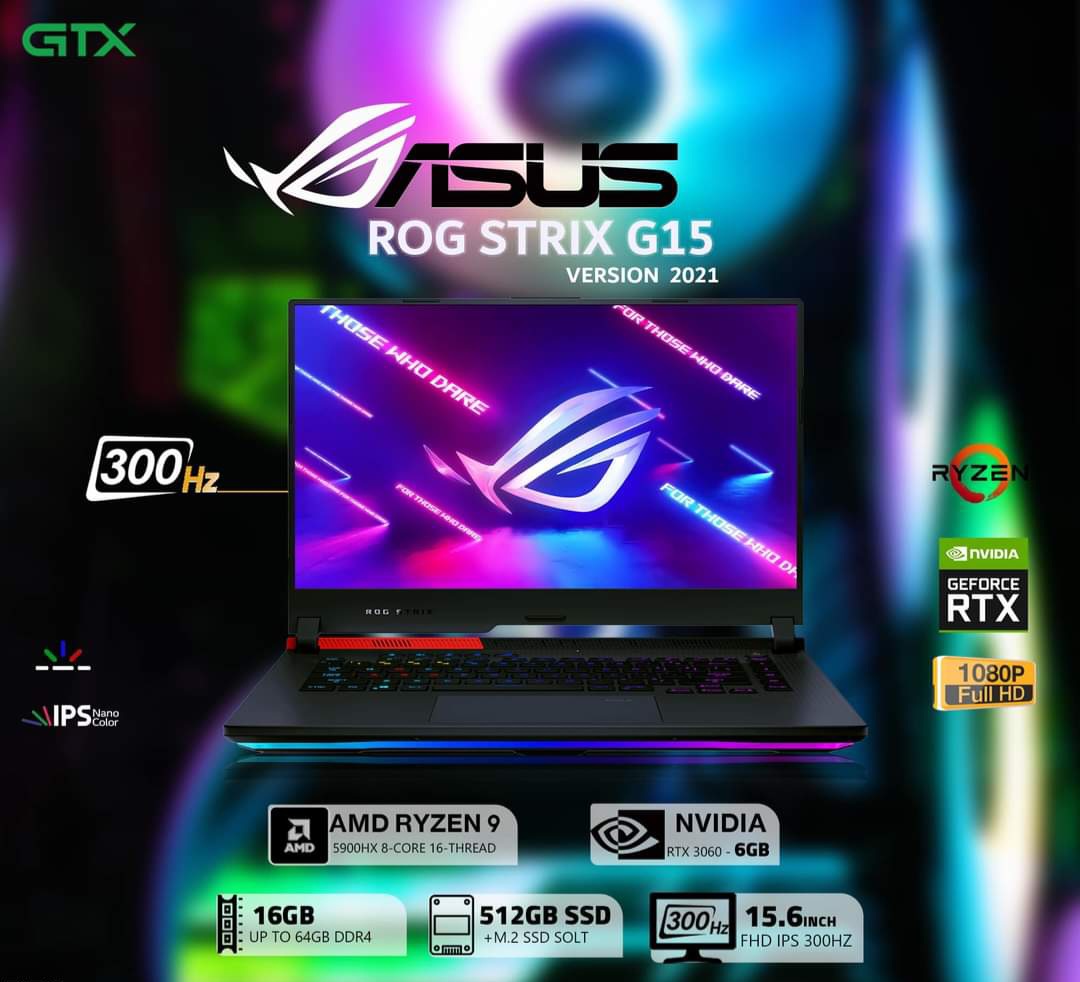 GTX
ASUS
ROG STRIX G15
VERSION 2021
THOSE WHO DARE
FOR THOSE WHO DARE
FOR THOSE WHO DARE
FOR THOSE WHO DA
300Hz
RYZEN
NVIDIA
GEFORCE
RTX
ROG STRIX
1080P
Full HD
IPS Nano
Color
AMD
AMD RYZEN 9
5900HX 8-CORE 16-THREAD
NVIDIA
RTX 3060 - 6GB
16GB
UP TO 64GB DDR4
512GB SSD
+M.2 SSD SOLT
300Hz
15.6INCH
FHD IPS 300HZ